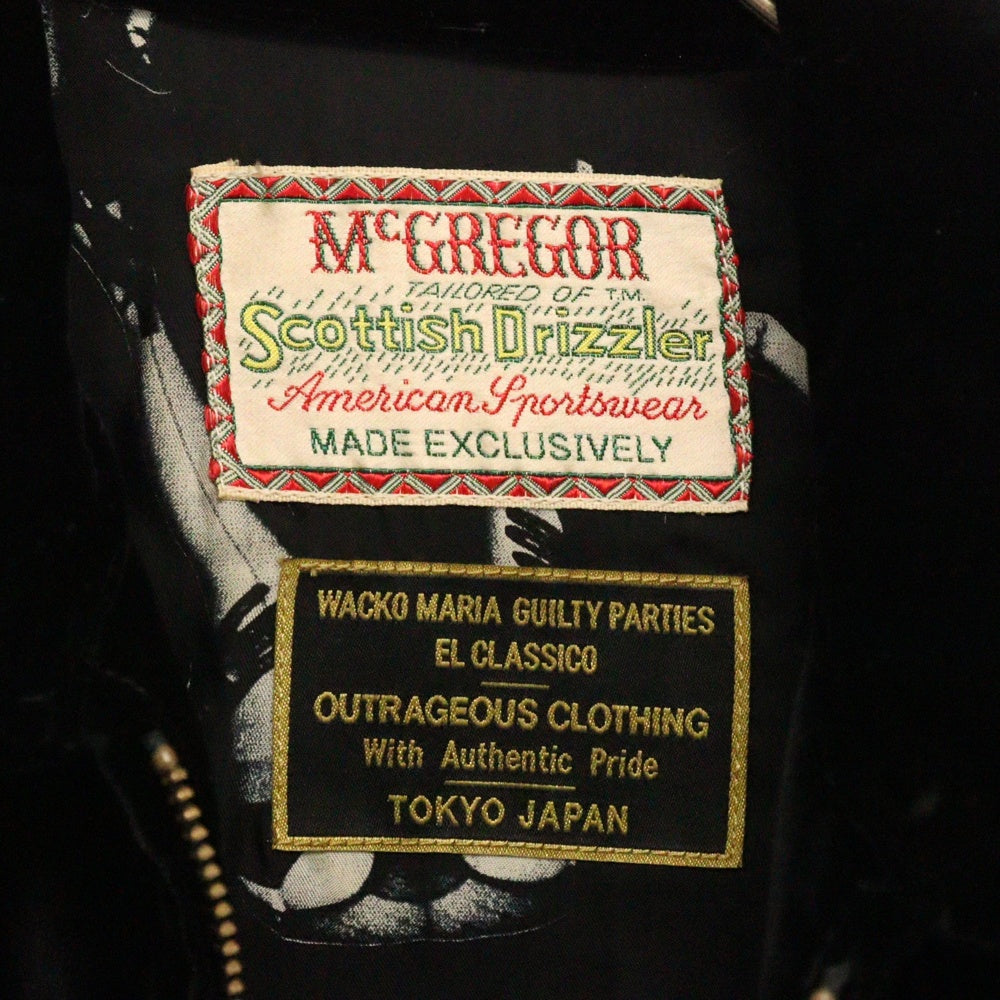 McGREGOR
TAILORED OF T.M.
Scottish Drizzler
American Sportswear
MADE EXCLUSIVELY
WACKO MARIA GUILTY PARTIES
EL CLASSICO
OUTRAGEOUS CLOTHING
With Authentic Pride
TOKYO JAPAN